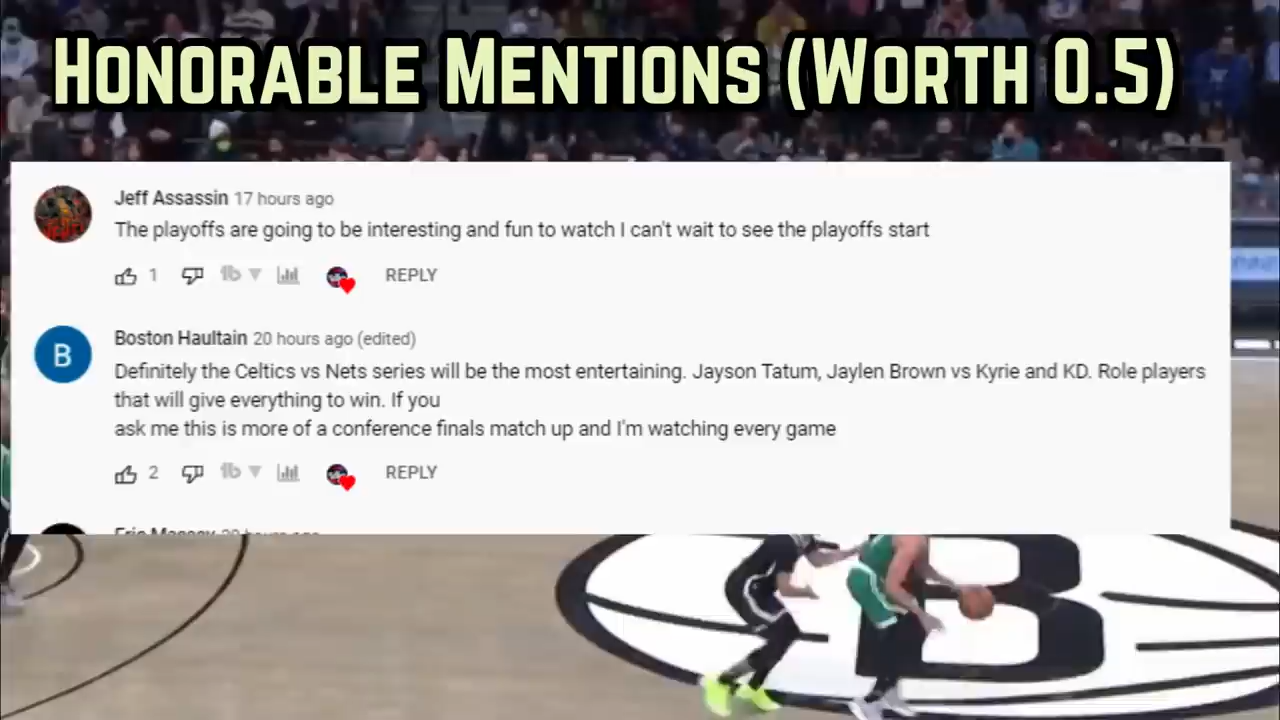 HONORABLE MENTIONS (WORTH 0.5)
Jeff Assassin 17 hours ago
The playoffs are going to be interesting and fun to watch I can't wait to see the playoffs start
1 REPLY
B
Boston Haultain 20 hours ago (edited)
Definitely the Celtics vs Nets series will be the most entertaining. Jayson Tatum, Jaylen Brown vs Kyrie and KD. Role players
that will give everything to win. If you
ask me this is more of a conference finals match up and I'm watching every game
2 REPLY
B